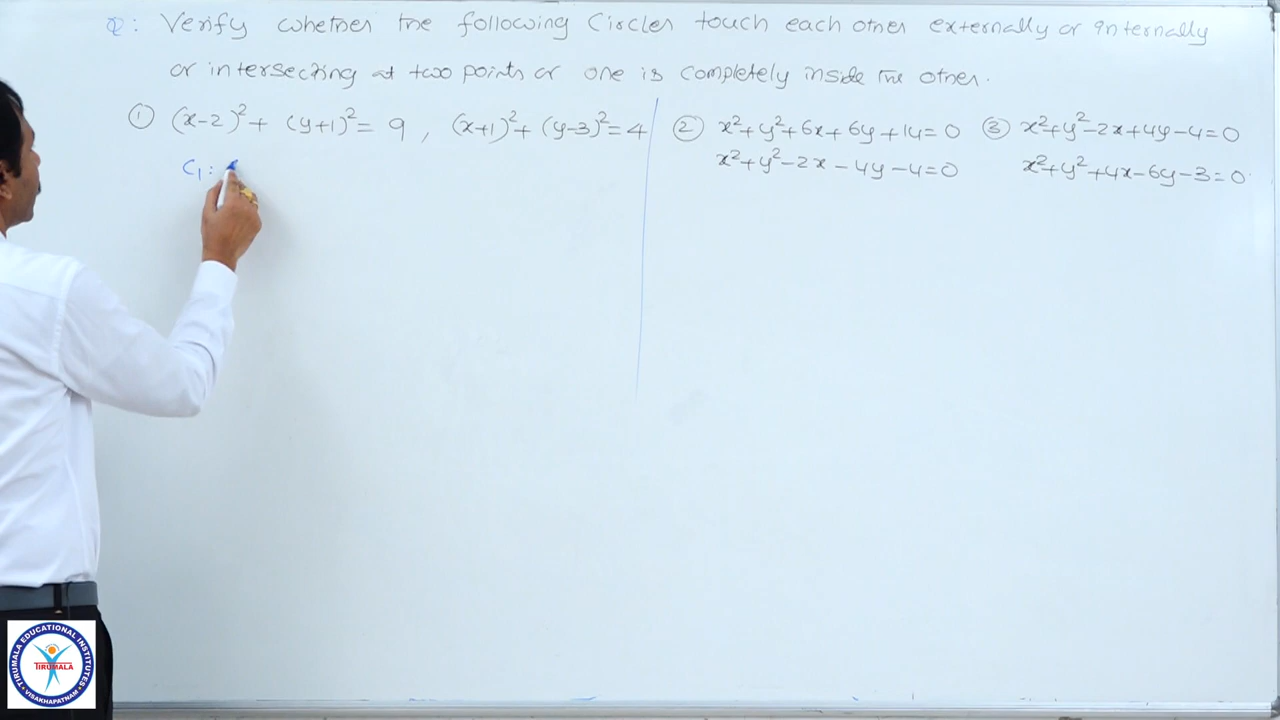 Q: Verify whether the following Circles touch each other externally or internally
or intersecting at two points or one is completely inside the other.
① (x-2)²+ (y+1)²= 9 , (x+1)²+ (y-3)²= 4
C₁:
② x²+y²+6x+6y+14=0
x²+y²-2x-4y-4=0
③ x²+y²-2x+4y-4=0
x²+y²+4x-6y-3=0.
TIRUMALA EDUCATIONAL INSTITUTES
TIRUMALA
VISAKHAPATNAM